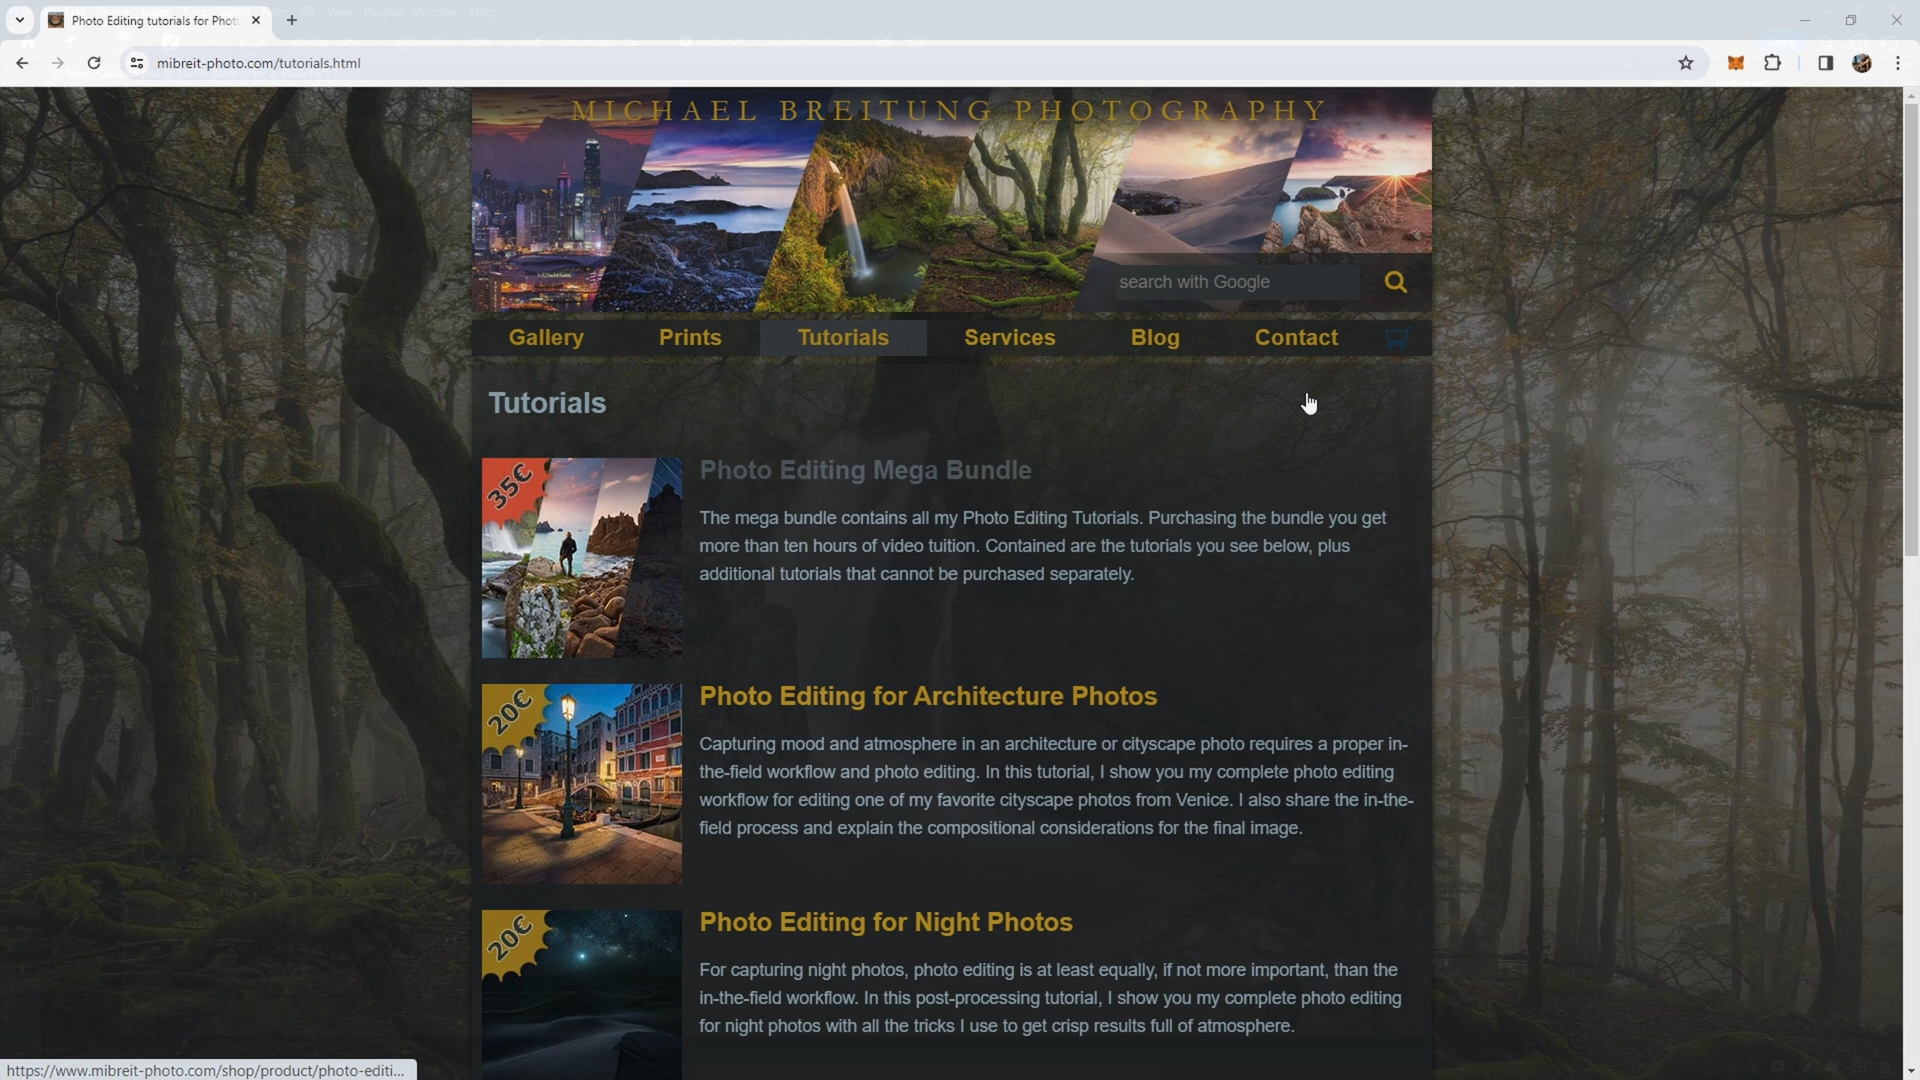 Photo Editing tutorials for Phot
3D View Plugins Window Help
mibreit-photo.com/tutorials.html
MICHAEL BREITUNG PHOTOGRAPHY
search with Google
Gallery Prints Tutorials Services Blog Contact
Tutorials
35€
Photo Editing Mega Bundle
The mega bundle contains all my Photo Editing Tutorials. Purchasing the bundle you get
more than ten hours of video tuition. Contained are the tutorials you see below, plus
additional tutorials that cannot be purchased separately.
20€
Photo Editing for Architecture Photos
Capturing mood and atmosphere in an architecture or cityscape photo requires a proper in-
the-field workflow and photo editing. In this tutorial, I show you my complete photo editing
workflow for editing one of my favorite cityscape photos from Venice. I also share the in-the-
field process and explain the compositional considerations for the final image.
20€
Photo Editing for Night Photos
For capturing night photos, photo editing is at least equally, if not more important, than the
in-the-field workflow. In this post-processing tutorial, I show you my complete photo editing
for night photos with all the tricks I use to get crisp results full of atmosphere.
https://www.mibreit-photo.com/shop/product/photo-editi...